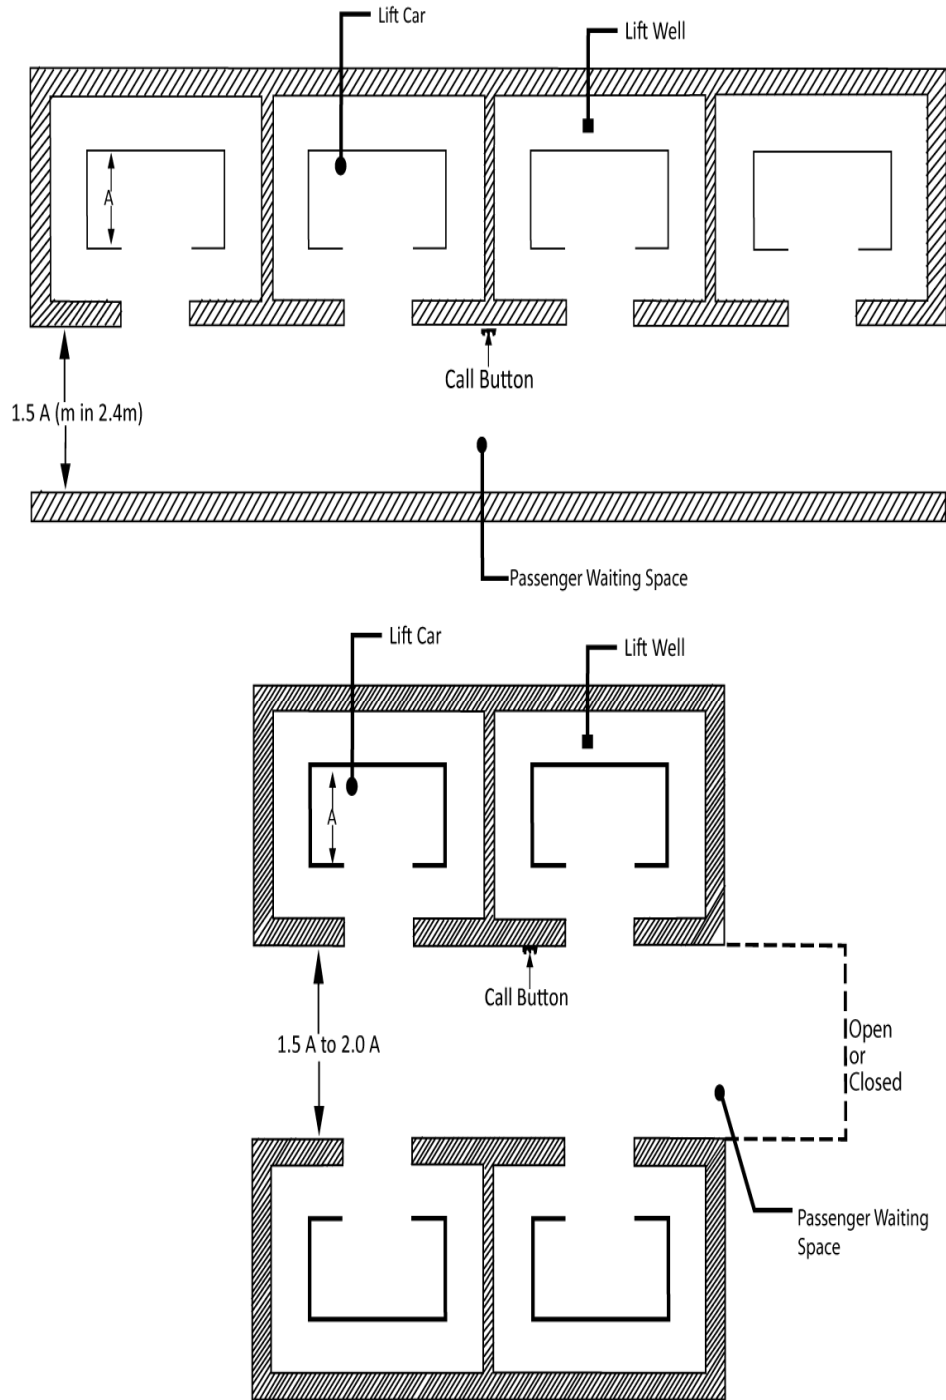 Lift Car
Lift Well
A
Call Button
1.5 A (m in 2.4m)
Passenger Waiting Space
Lift Car
Lift Well
A
Call Button
1.5 A to 2.0 A
Open
or
Closed
Passenger Waiting
Space